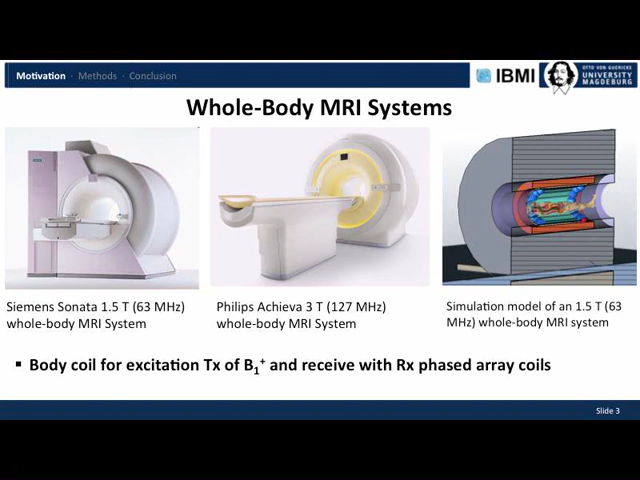 Motivation · Methods · Conclusion
IBMI
OTTO VON GUERICKE
UNIVERSITY
MAGDEBURG
Whole-Body MRI Systems
Siemens Sonata 1.5 T (63 MHz)
whole-body MRI System
Philips Achieva 3 T (127 MHz)
whole-body MRI System
Simulation model of an 1.5 T (63
MHz) whole-body MRI system
▪ Body coil for excitation Tx of B₁⁺ and receive with Rx phased array coils
Slide 3